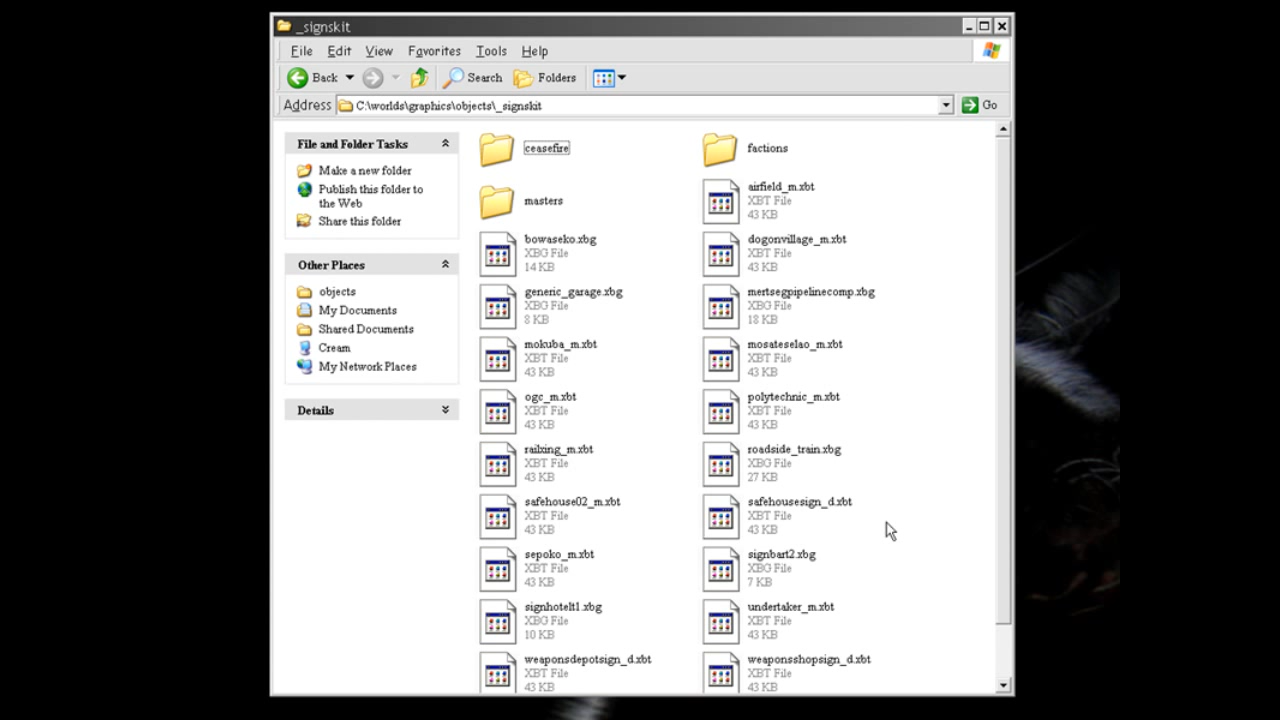 _signskit
File Edit View Favorites Tools Help
Back Search Folders
Address C:\worlds\graphics\objects\_signskit Go
File and Folder Tasks
Make a new folder
Publish this folder to
the Web
Share this folder
Other Places
objects
My Documents
Shared Documents
Cream
My Network Places
Details
ceasefire
factions
masters
airfield_m.xbt
XBT File
43 KB
bowaseko.xbg
XBG File
14 KB
dogonvillage_m.xbt
XBT File
43 KB
generic_garage.xbg
XBG File
8 KB
mertsegpipelinecomp.xbg
XBG File
18 KB
mokuba_m.xbt
XBT File
43 KB
mosateselao_m.xbt
XBT File
43 KB
ogc_m.xbt
XBT File
43 KB
polytechnic_m.xbt
XBT File
43 KB
railxing_m.xbt
XBT File
43 KB
roadside_train.xbg
XBG File
27 KB
safehouse02_m.xbt
XBT File
43 KB
safehousesign_d.xbt
XBT File
43 KB
sepoko_m.xbt
XBT File
43 KB
signbart2.xbg
XBG File
7 KB
signhotelt1.xbg
XBG File
10 KB
undertaker_m.xbt
XBT File
43 KB
weaponsdepotsign_d.xbt
XBT File
43 KB
weaponsshopsign_d.xbt
XBT File
43 KB